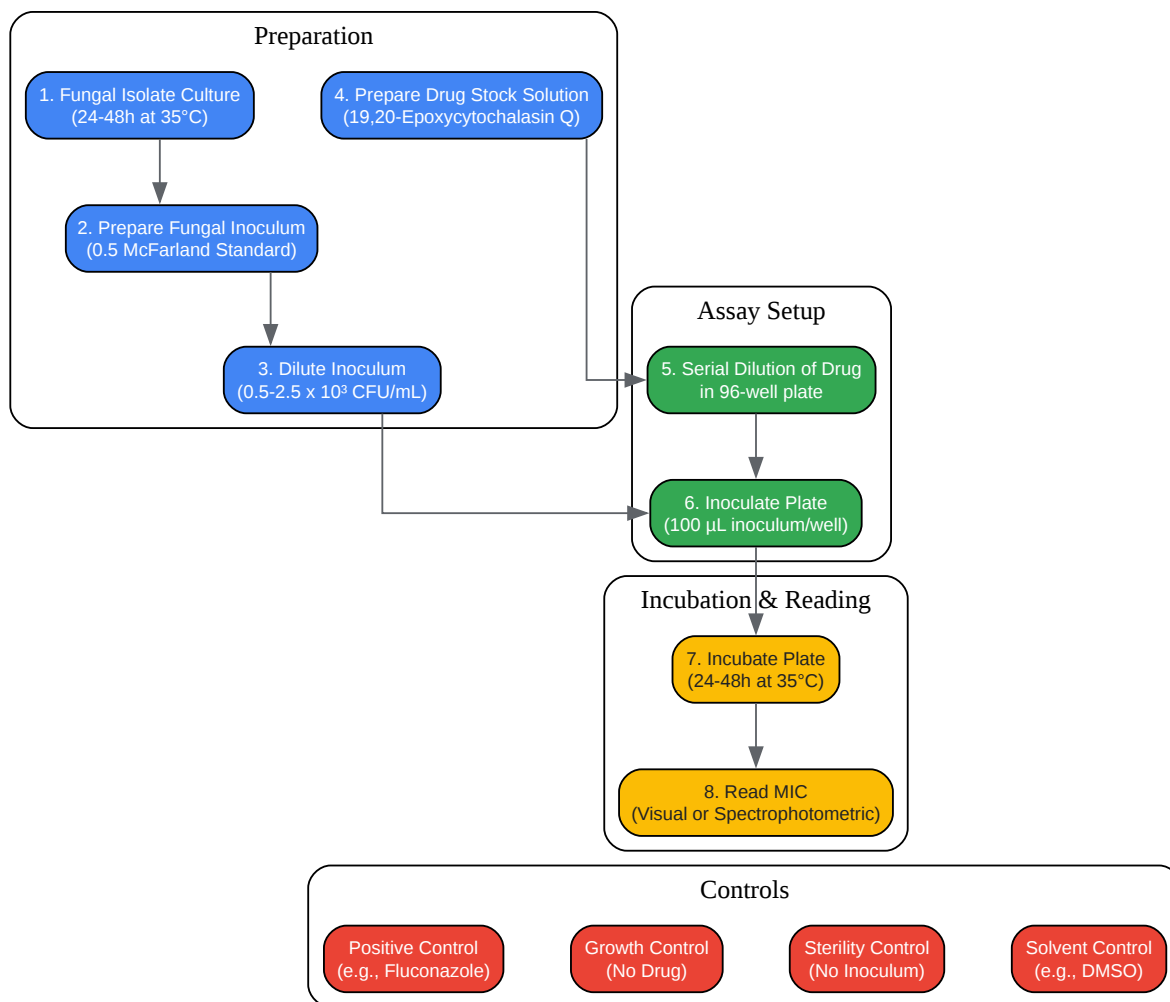 Preparation
1. Fungal Isolate Culture
(24-48h at 35°C)
4. Prepare Drug Stock Solution
(19,20-Epoxycytochalasin Q)
2. Prepare Fungal Inoculum
(0.5 McFarland Standard)
3. Dilute Inoculum
(0.5-2.5 x 10³ CFU/mL)
Assay Setup
5. Serial Dilution of Drug
in 96-well plate
6. Inoculate Plate
(100 µL inoculum/well)
Incubation & Reading
7. Incubate Plate
(24-48h at 35°C)
8. Read MIC
(Visual or Spectrophotometric)
Controls
Positive Control
(e.g., Fluconazole)
Growth Control
(No Drug)
Sterility Control
(No Inoculum)
Solvent Control
(e.g., DMSO)